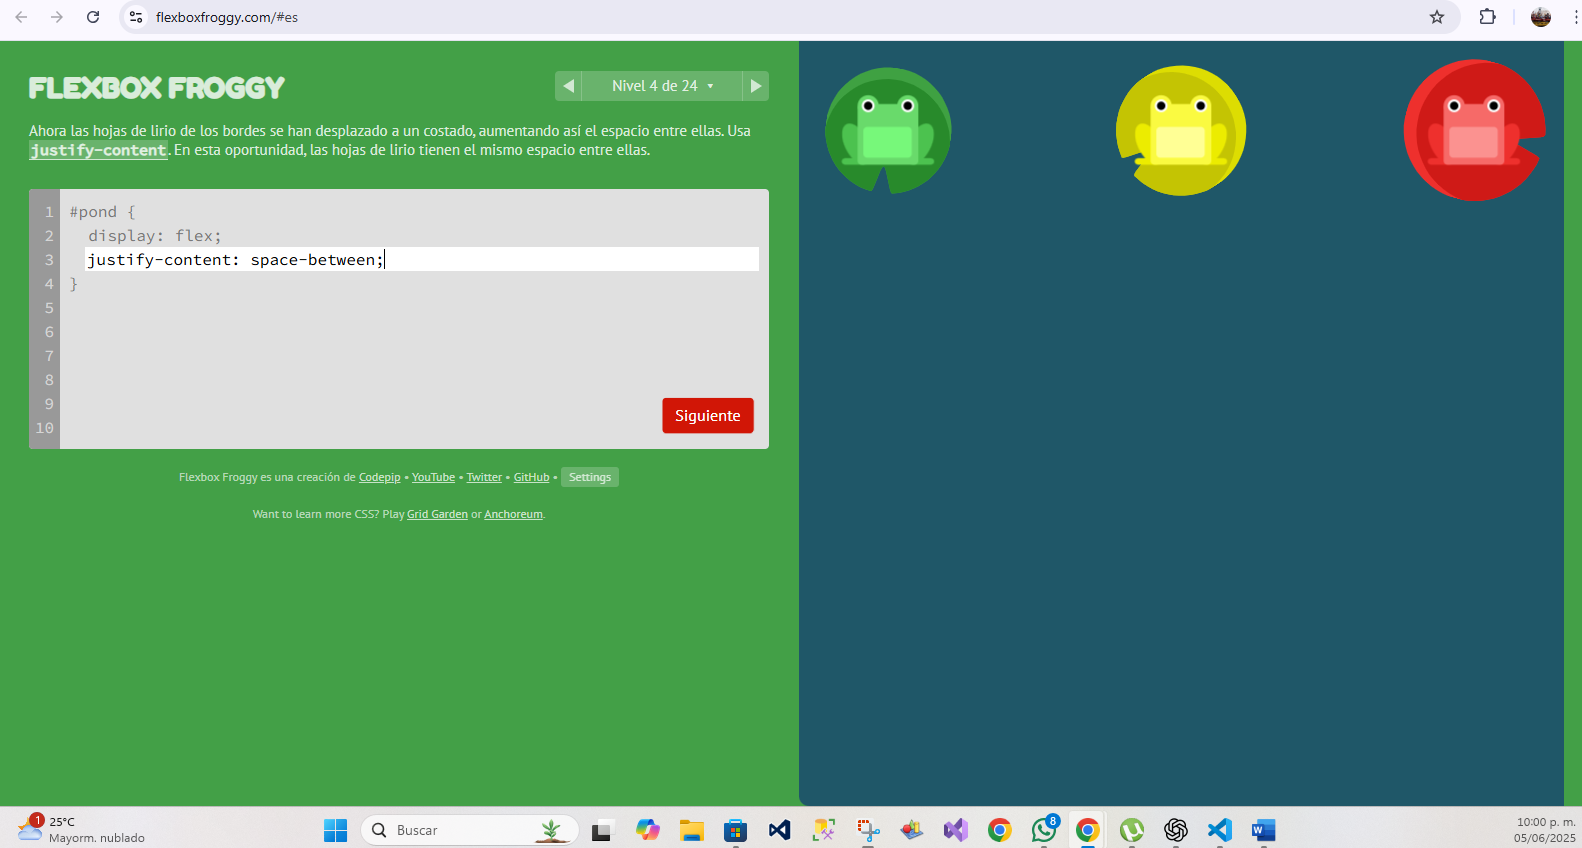 flexboxfroggy.com/#es
FLEXBOX FROGGY
Nivel 4 de 24
Ahora las hojas de lirio de los bordes se han desplazado a un costado, aumentando así el espacio entre ellas. Usa
justify-content. En esta oportunidad, las hojas de lirio tienen el mismo espacio entre ellas.
1 #pond {
2 display: flex;
3 justify-content: space-between;
4 }
5
6
7
8
9
10
Siguiente
Flexbox Froggy es una creación de Codepip • YouTube • Twitter • GitHub • Settings
Want to learn more CSS? Play Grid Garden or Anchoreum.
1
25°C
Mayorm. nublado
Buscar
8
W
10:00 p. m.
05/06/2025